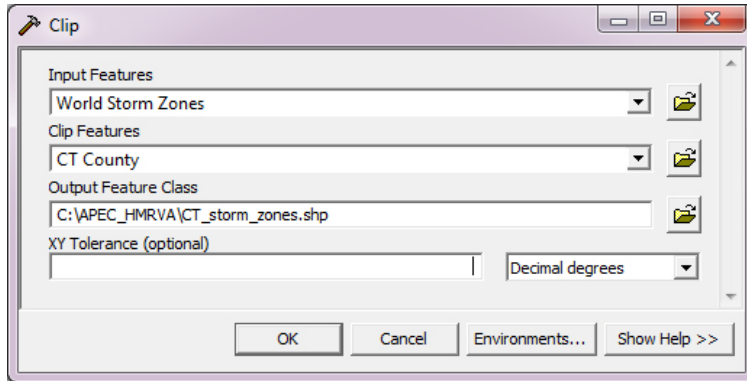 Clip
Input Features
World Storm Zones
Clip Features
CT County
Output Feature Class
C:\APEC_HMRVA\CT_storm_zones.shp
XY Tolerance (optional)
Decimal degrees
OK Cancel Environments... Show Help >>